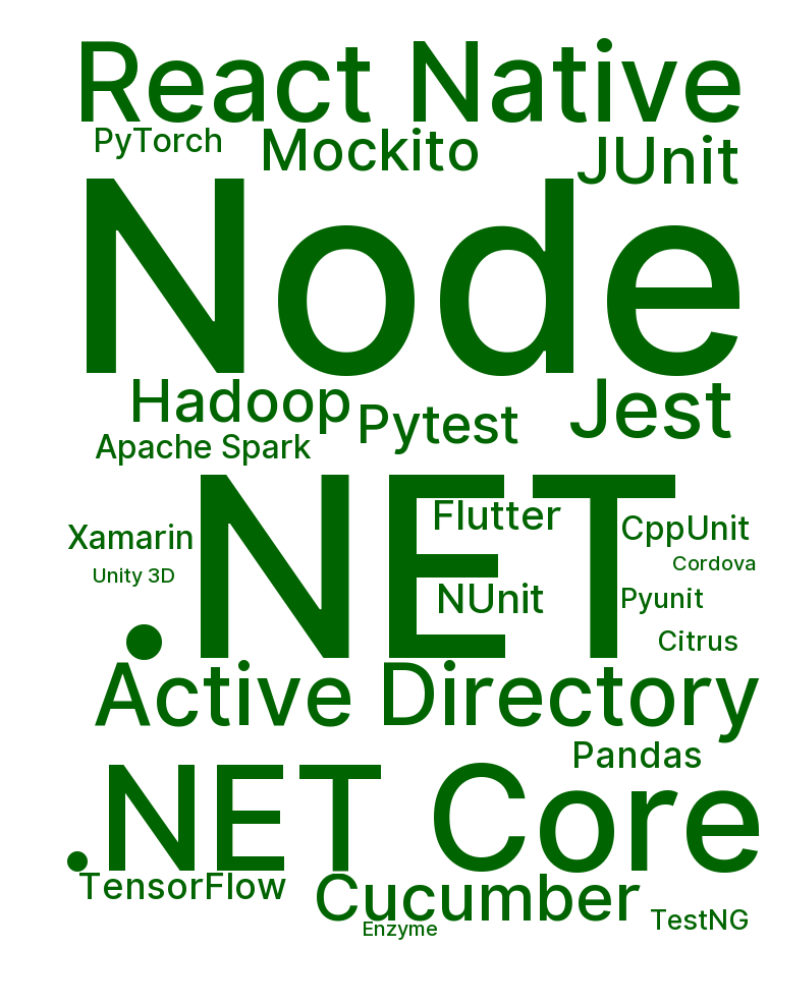 React Native
PyTorch
Mockito
JUnit
Node
Hadoop
Pytest
Jest
Apache Spark
.NET
Flutter
CppUnit
Xamarin
Cordova
Unity 3D
NUnit
Pyunit
Citrus
Active Directory
Pandas
.NET Core
TensorFlow
Cucumber
TestNG
Enzyme